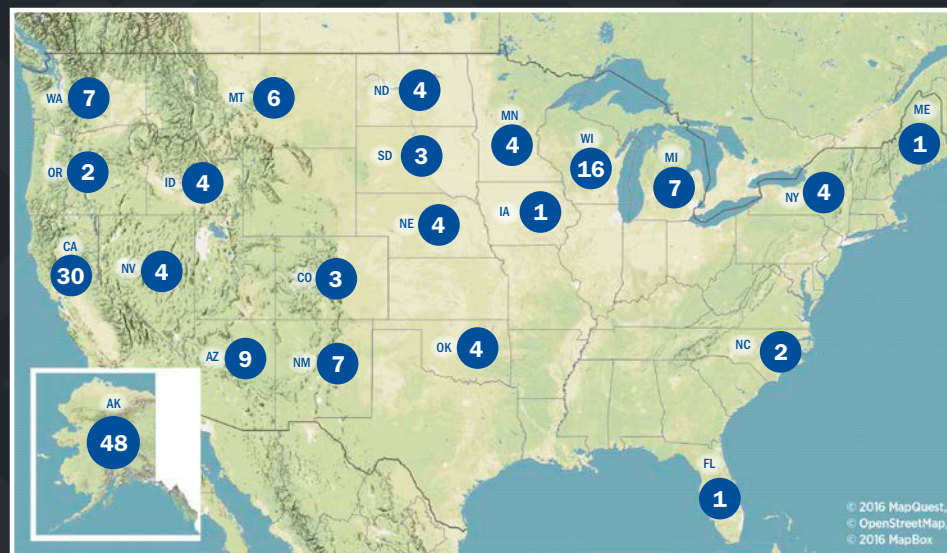 WA 7
MT 6
ND 4
MN
4
ME
1
OR 2
ID 4
SD 3
WI
16
MI
7
NY 4
CA
30
NV 4
NE 4
IA 1
CO 3
AZ 9
NM 7
OK 4
NC 2
AK
48
FL
1
© 2016 MapQuest,
© OpenStreetMap,
© 2016 MapBox